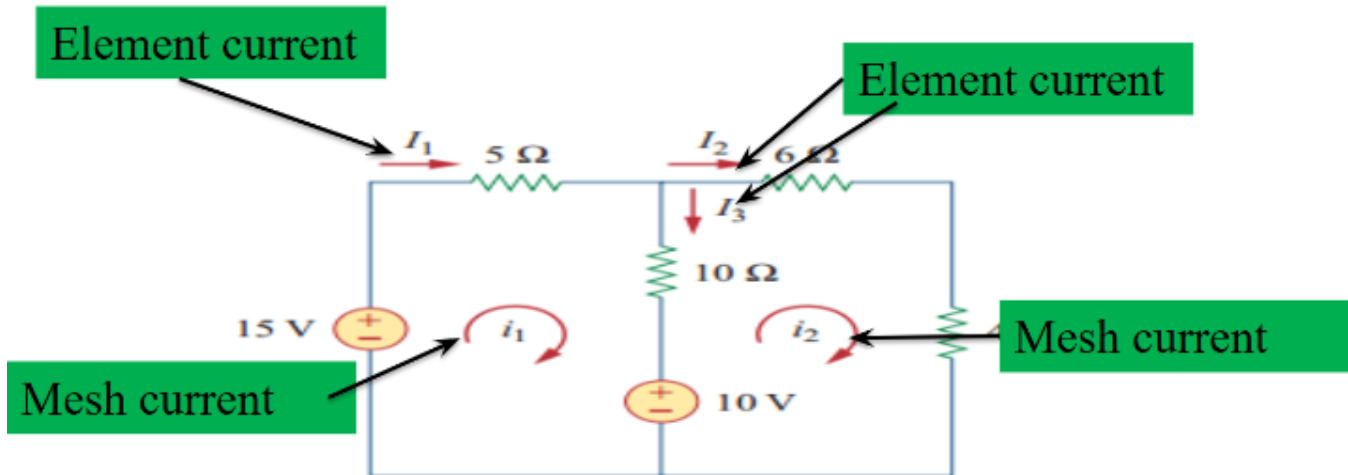 Element current
Element current
I₁
5 Ω
I₂
6 Ω
I₃
10 Ω
15 V
+
−
i₁
i₂
Mesh current
Mesh current
+
−
10 V